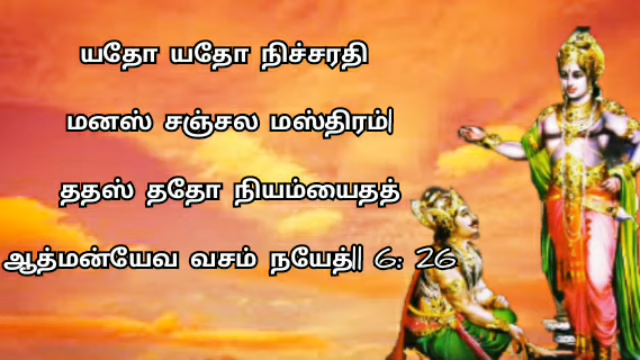 யதோ யதோ நிச்சரதி
மனஸ் சஞ்சல மஸ்திரம்|
ததஸ் ததோ நியம்யைதத்
ஆத்மன்யேவ வசம் நயேத்|| 6: 26